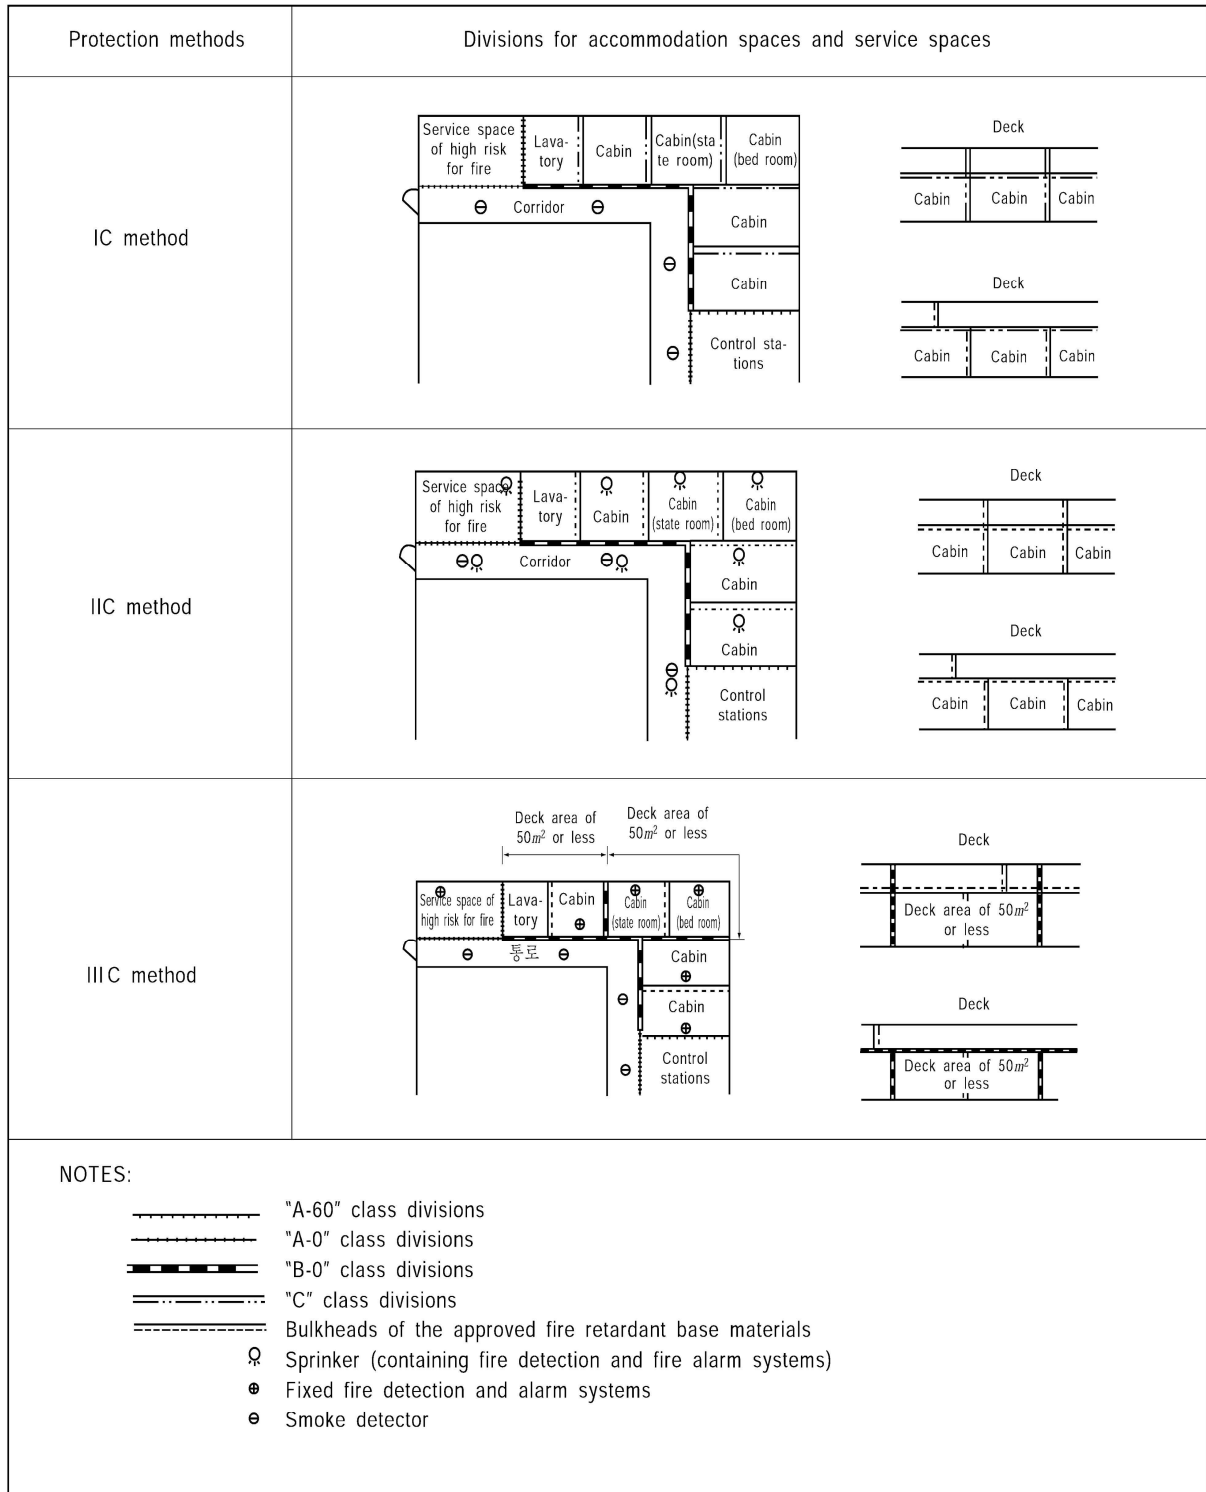 Protection methods
Divisions for accommodation spaces and service spaces
IC method
Service space
of high risk
for fire
Lava-
tory
Cabin
Cabin(sta
te room)
Cabin
(bed room)
Corridor
Cabin
Cabin
Control sta-
tions
Deck
Cabin
Cabin
Cabin
Deck
Cabin
Cabin
Cabin
IIC method
Service space
of high risk
for fire
Lava-
tory
Cabin
Cabin
(state room)
Cabin
(bed room)
Corridor
Cabin
Cabin
Control
stations
Deck
Cabin
Cabin
Cabin
Deck
Cabin
Cabin
Cabin
IIIC method
Deck area of
50m² or less
Deck area of
50m² or less
Service space of
high risk for fire
Lava-
tory
Cabin
Cabin
(state room)
Cabin
(bed room)
통로
Cabin
Cabin
Control
stations
Deck
Deck area of 50m²
or less
Deck
Deck area of 50m²
or less
NOTES:
"A-60" class divisions
"A-0" class divisions
"B-0" class divisions
"C" class divisions
Bulkheads of the approved fire retardant base materials
Sprinker (containing fire detection and fire alarm systems)
Fixed fire detection and alarm systems
Smoke detector